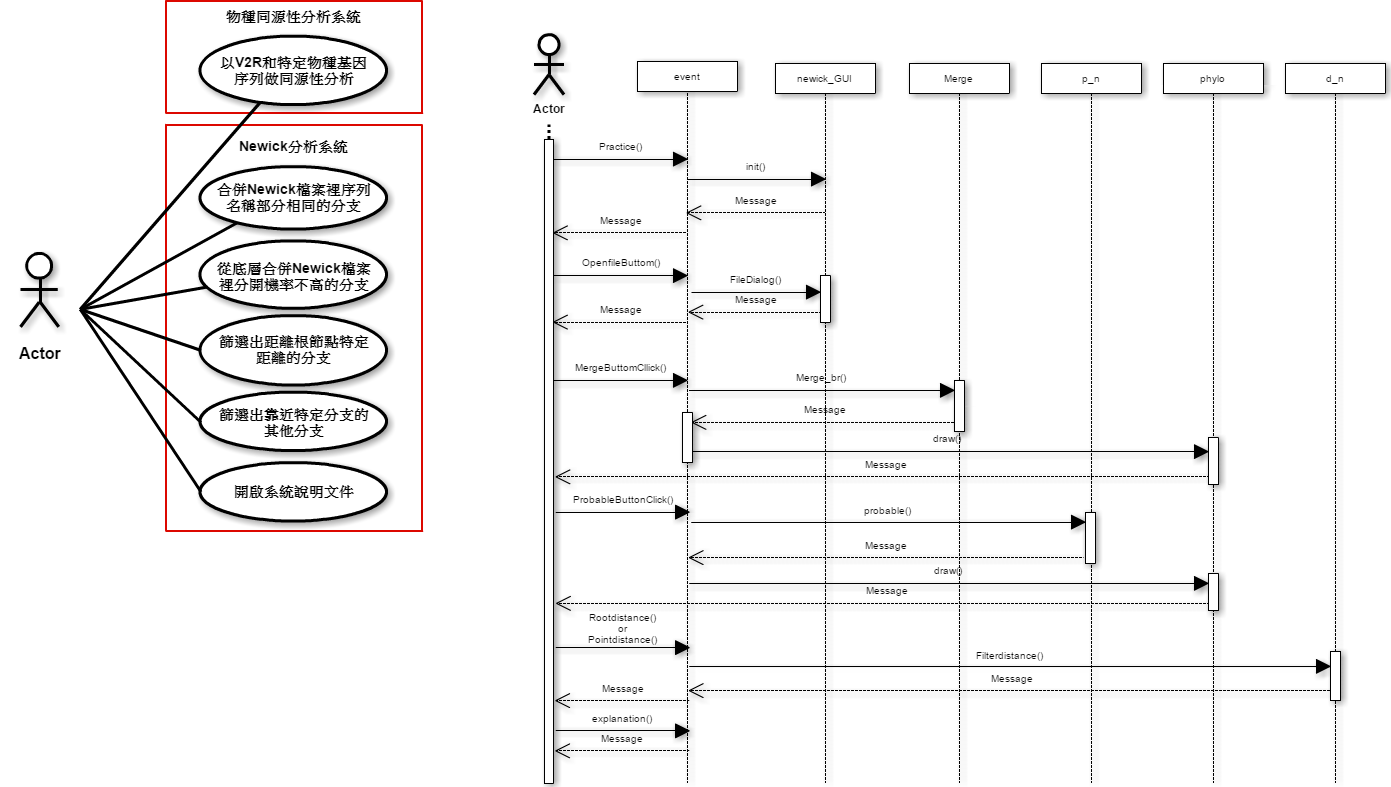 物種同源性分析系統
以V2R和特定物種基因
序列做同源性分析
Newick分析系統
合併Newick檔案裡序列
名稱部分相同的分支
從底層合併Newick檔案
裡分開機率不高的分支
篩選出距離根節點特定
距離的分支
篩選出靠近特定分支的
其他分支
開啟系統說明文件
Actor
Actor
event
newick_GUI
Merge
p_n
phylo
d_n
Practice()
init()
Message
Message
OpenfileButtom()
FileDialog()
Message
Message
MergeButtomCllick()
Merge_br()
Message
draw()
Message
ProbableButtonClick()
probable()
Message
draw()
Message
Rootdistance()
or
Pointdistance()
Filterdistance()
Message
Message
explanation()
Message